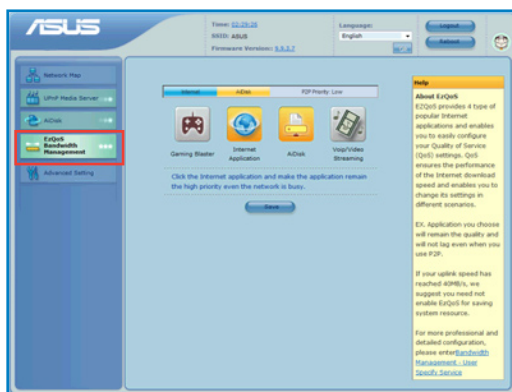 ASUS
Time: 02:29:26
SSID: ASUS
Firmware Version: 5.9.2.7
Language:
English
Logout
Reboot
Network Map
UPnP Media Server
AiDisk
EzQoS
Bandwidth
Management
Advanced Setting
Internet
AiDisk
P2P Priority: Low
Gaming Blaster
Internet
Application
AiDisk
Voip/Video
Streaming
Click the Internet application and make the application remain
the high priority even the network is busy.
Save
Help
About EzQoS
EZQoS provides 4 type of
popular Internet
applications and enables
you to easily configure
your Quality of Service
(QoS) settings. QoS
ensures the performance
of the Internet download
speed and enables you to
change its settings in
different scenarios.
EX. Application you choose
will remain the quality and
will not lag even when you
use P2P.
If your uplink speed has
reached 40MB/s, we
suggest you need not
enable EzQoS for saving
system resource.
For more professional and
detailed configuration,
please enterBandwidth
Management - User
Specify Service